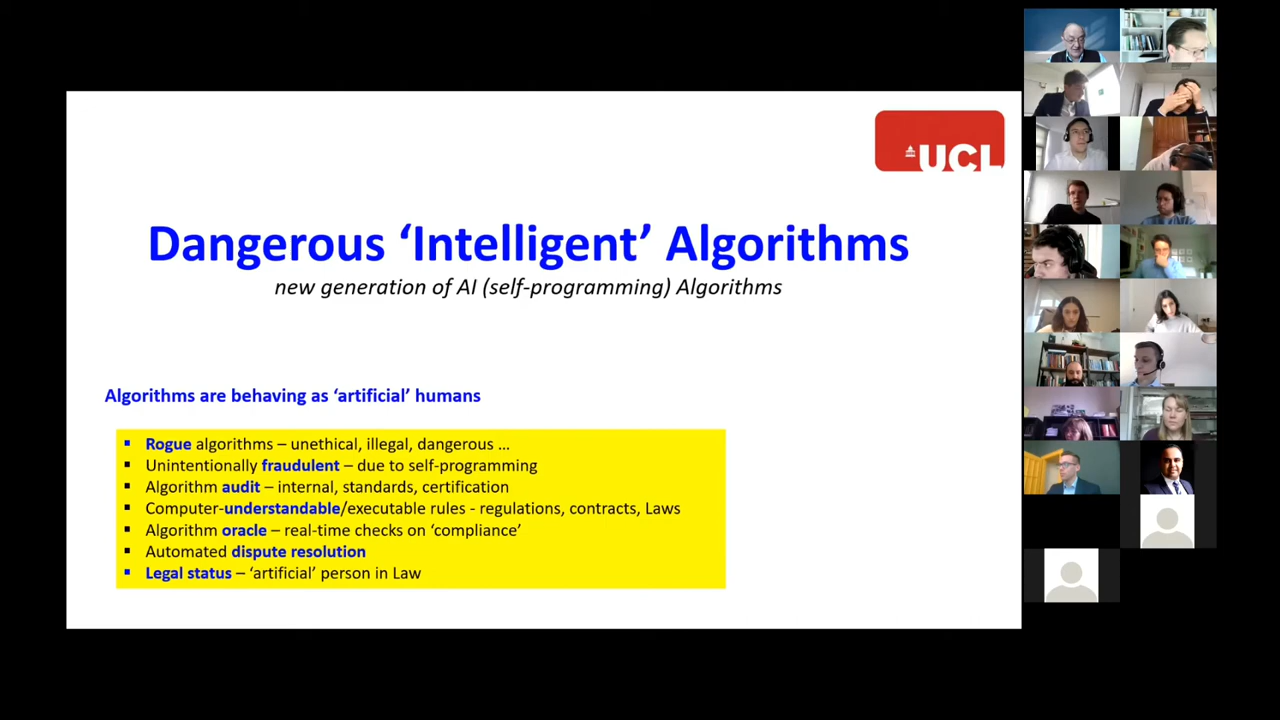 UCL
Dangerous ‘Intelligent’ Algorithms
new generation of AI (self-programming) Algorithms
Algorithms are behaving as ‘artificial’ humans
▪ Rogue algorithms – unethical, illegal, dangerous ...
▪ Unintentionally fraudulent – due to self-programming
▪ Algorithm audit – internal, standards, certification
▪ Computer-understandable/executable rules - regulations, contracts, Laws
▪ Algorithm oracle – real-time checks on ‘compliance’
▪ Automated dispute resolution
▪ Legal status – ‘artificial’ person in Law